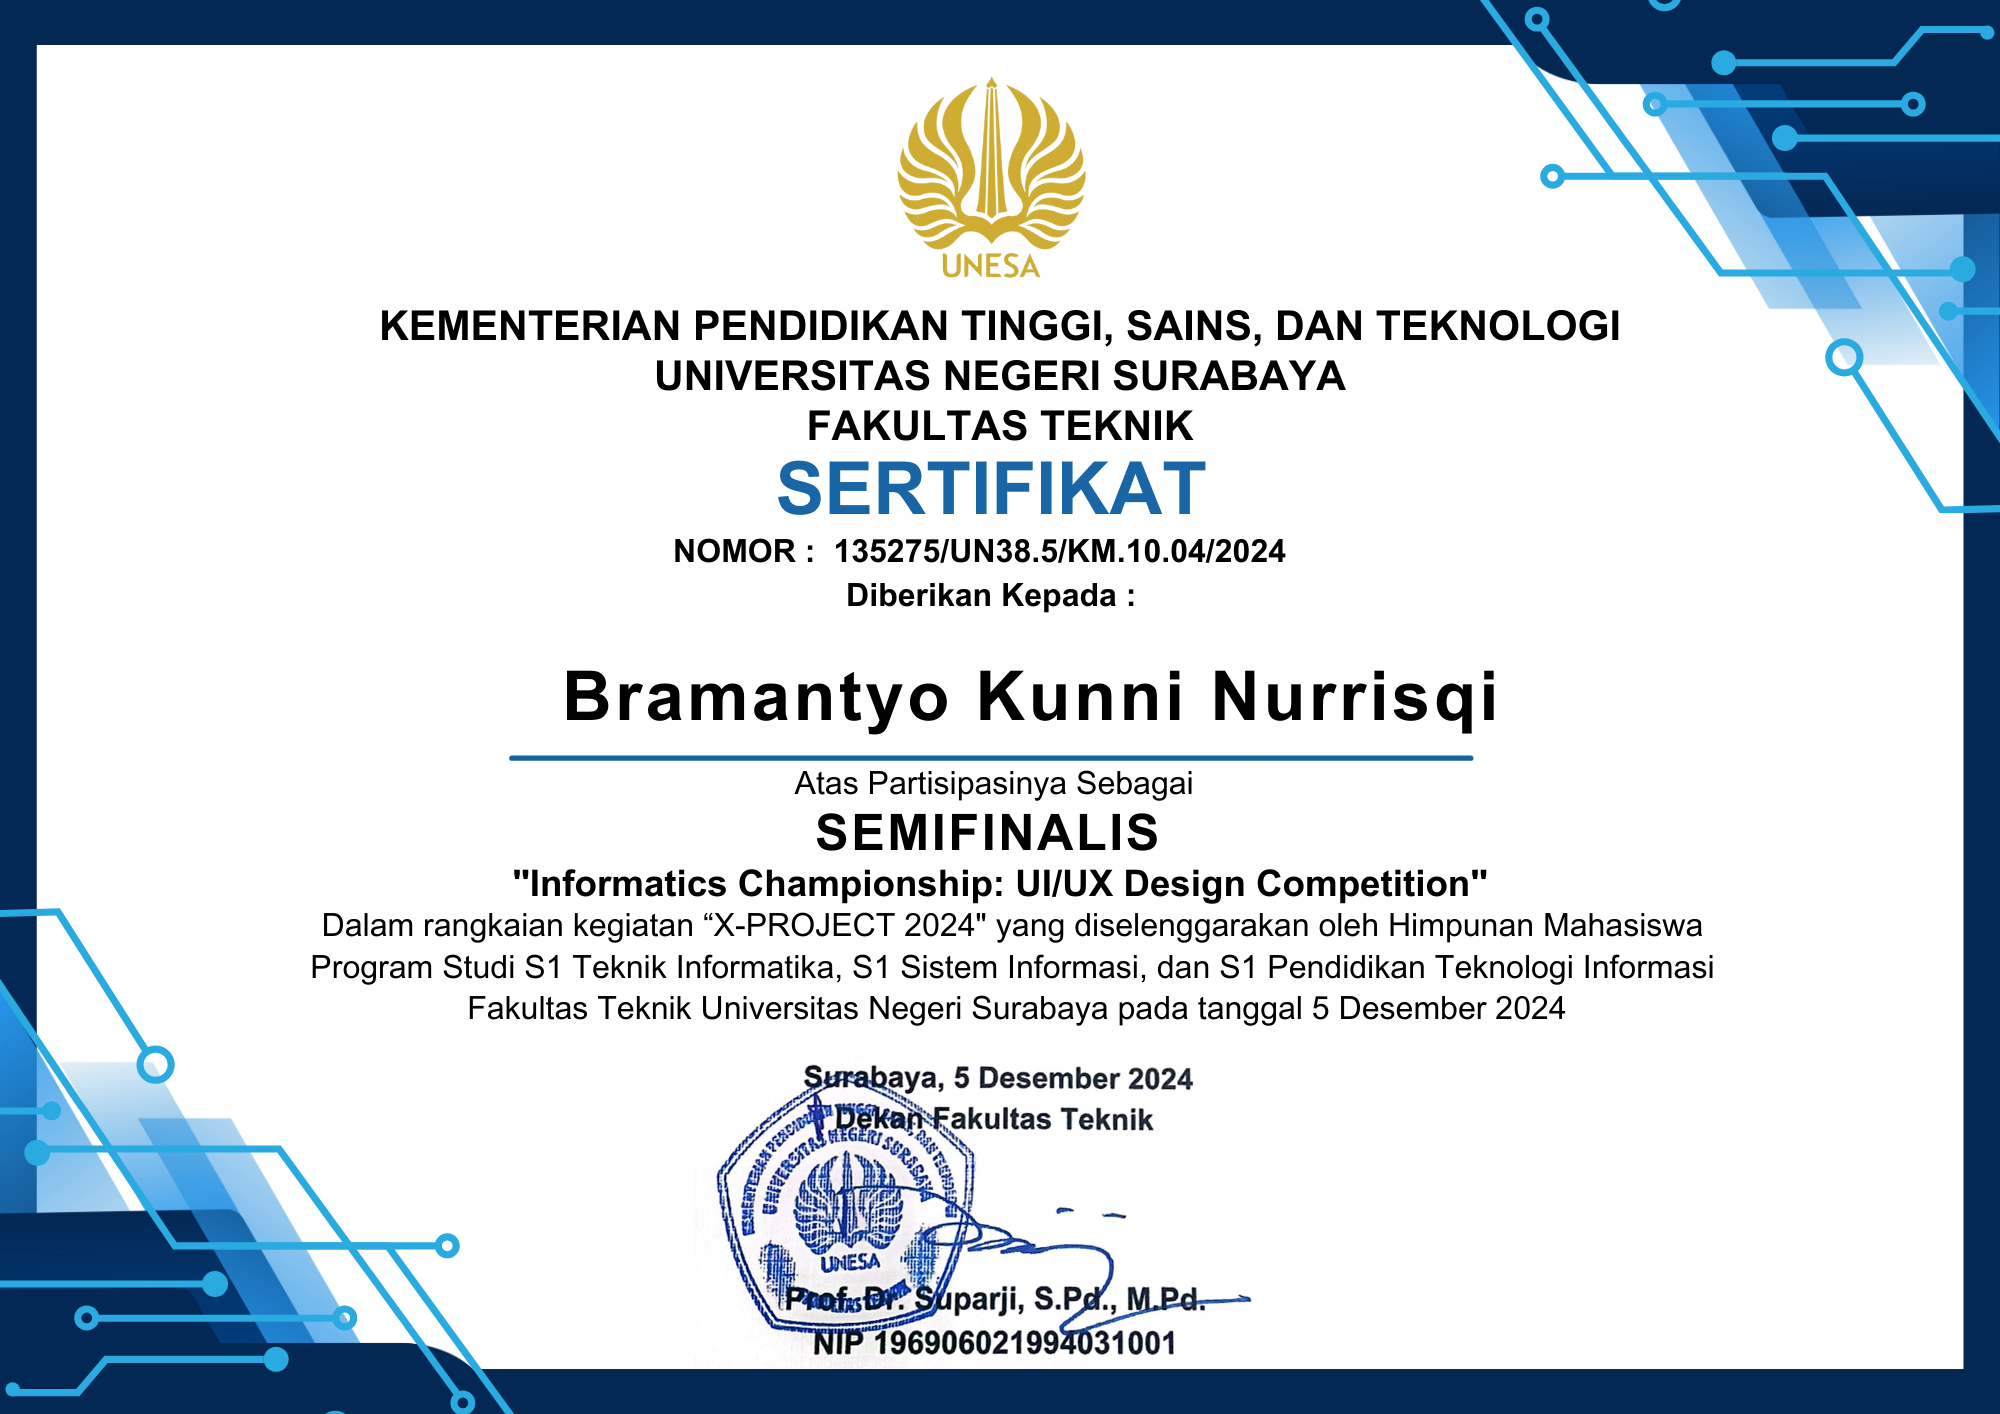 UNESA
KEMENTERIAN PENDIDIKAN TINGGI, SAINS, DAN TEKNOLOGI
UNIVERSITAS NEGERI SURABAYA
FAKULTAS TEKNIK
SERTIFIKAT
NOMOR : 135275/UN38.5/KM.10.04/2024
Diberikan Kepada :
Bramantyo Kunni Nurrisqi
Atas Partisipasinya Sebagai
SEMIFINALIS
"Informatics Championship: UI/UX Design Competition"
Dalam rangkaian kegiatan “X-PROJECT 2024" yang diselenggarakan oleh Himpunan Mahasiswa
Program Studi S1 Teknik Informatika, S1 Sistem Informasi, dan S1 Pendidikan Teknologi Informasi
Fakultas Teknik Universitas Negeri Surabaya pada tanggal 5 Desember 2024
Surabaya, 5 Desember 2024
Dekan Fakultas Teknik
UNIVERSITAS NEGERI SURABAYA
UNESA
Prof. Dr. Suparji, S.Pd., M.Pd.
NIP 196906021994031001